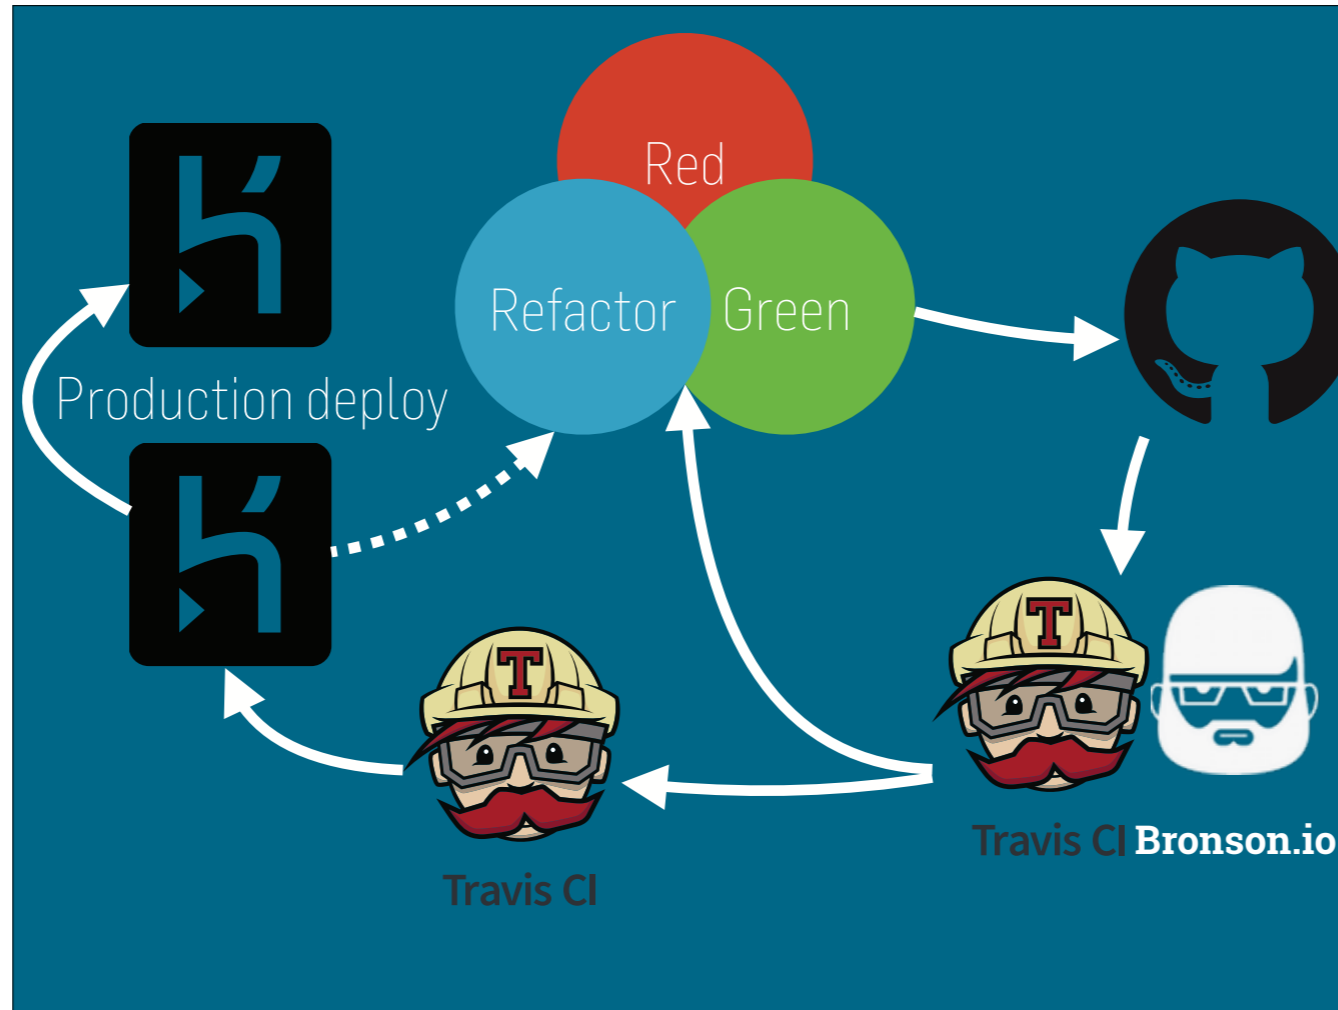 Red
Refactor
Green
Production deploy
T
T
Travis CI
Bronson.io
Travis CI